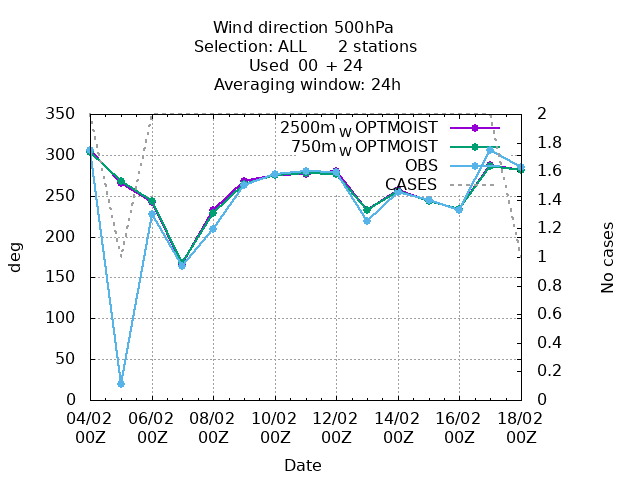 Wind direction 500hPa
Selection: ALL 2 stations
Used 00 + 24
Averaging window: 24h
350
300
250
200
150
100
50
0
deg
2500m W OPTMOIST
750m W OPTMOIST
OBS
CASES
2
1.8
1.6
1.4
1.2
1
0.8
0.6
0.4
0.2
0
No cases
04/02 06/02 08/02 10/02 12/02 14/02 16/02 18/02
00Z 00Z 00Z 00Z 00Z 00Z 00Z 00Z
Date